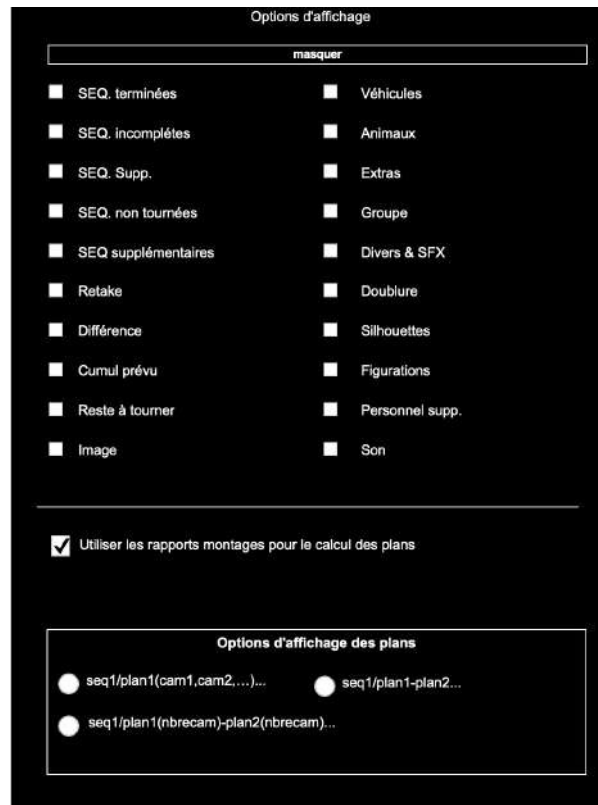 Options d'affichage
masquer
SEQ. terminées
Véhicules
SEQ. incomplétes
Animaux
SEQ. Supp.
Extras
SEQ. non tournées
Groupe
SEQ supplémentaires
Divers & SFX
Retake
Doublure
Différence
Silhouettes
Cumul prévu
Figurations
Reste à tourner
Personnel supp.
Image
Son
Utiliser les rapports montages pour le calcul des plans
Options d'affichage des plans
seq1/plan1(cam1,cam2,...)...
seq1/plan1-plan2...
seq1/plan1(nbrecam)-plan2(nbrecam)...